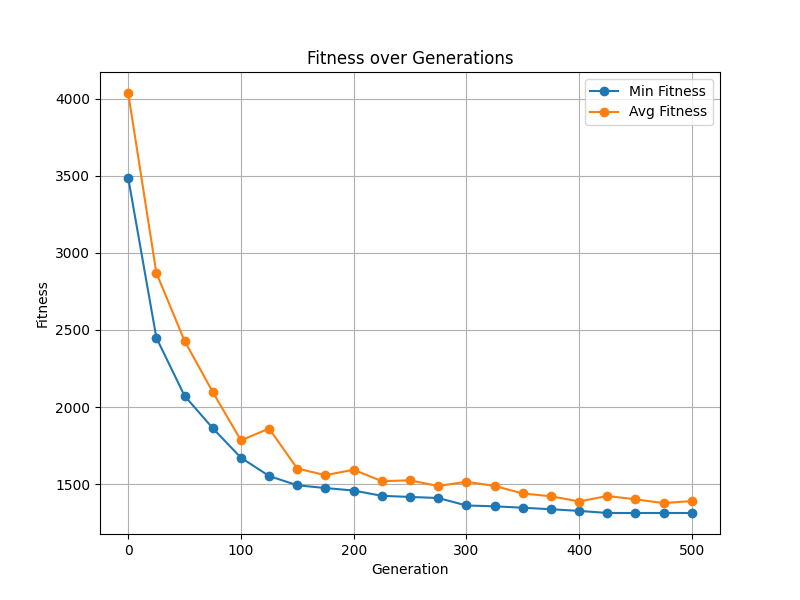 Fitness over Generations
Min Fitness
Avg Fitness
4000
3500
3000
2500
2000
1500
Fitness
0 100 200 300 400 500
Generation